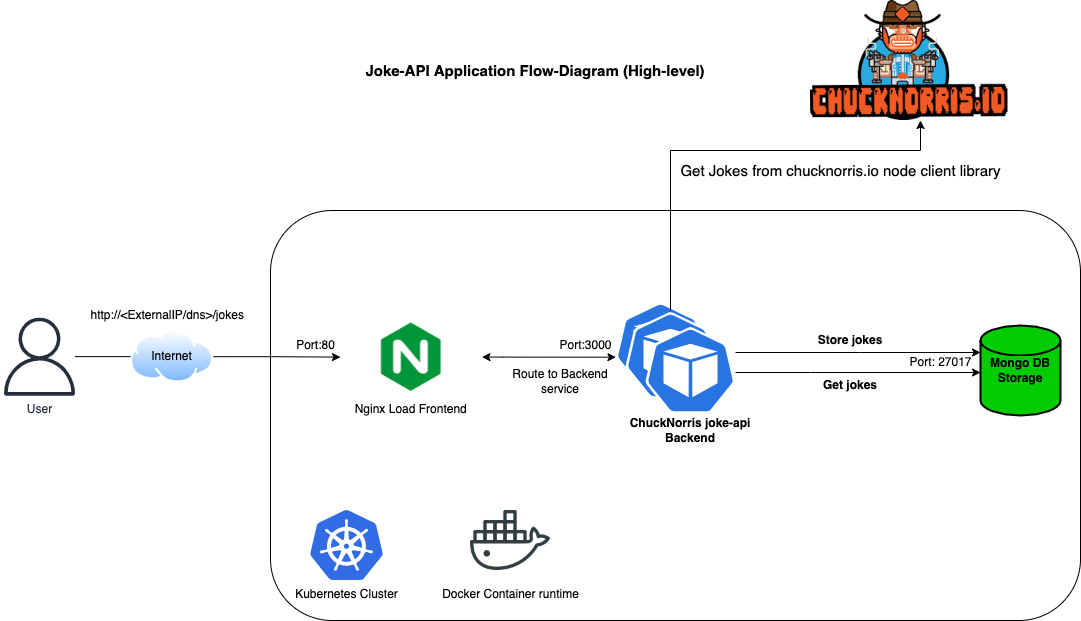 Joke-API Application Flow-Diagram (High-level)
CHUCKNORRIS.IO
Get Jokes from chucknorris.io node client library
http://<ExternalIP/dns>/jokes
Internet
User
Port:80
N
Nginx Load Frontend
Port:3000
Route to Backend
service
ChuckNorris joke-api
Backend
Store jokes
Port: 27017
Get jokes
Mongo DB
Storage
Kubernetes Cluster
Docker Container runtime